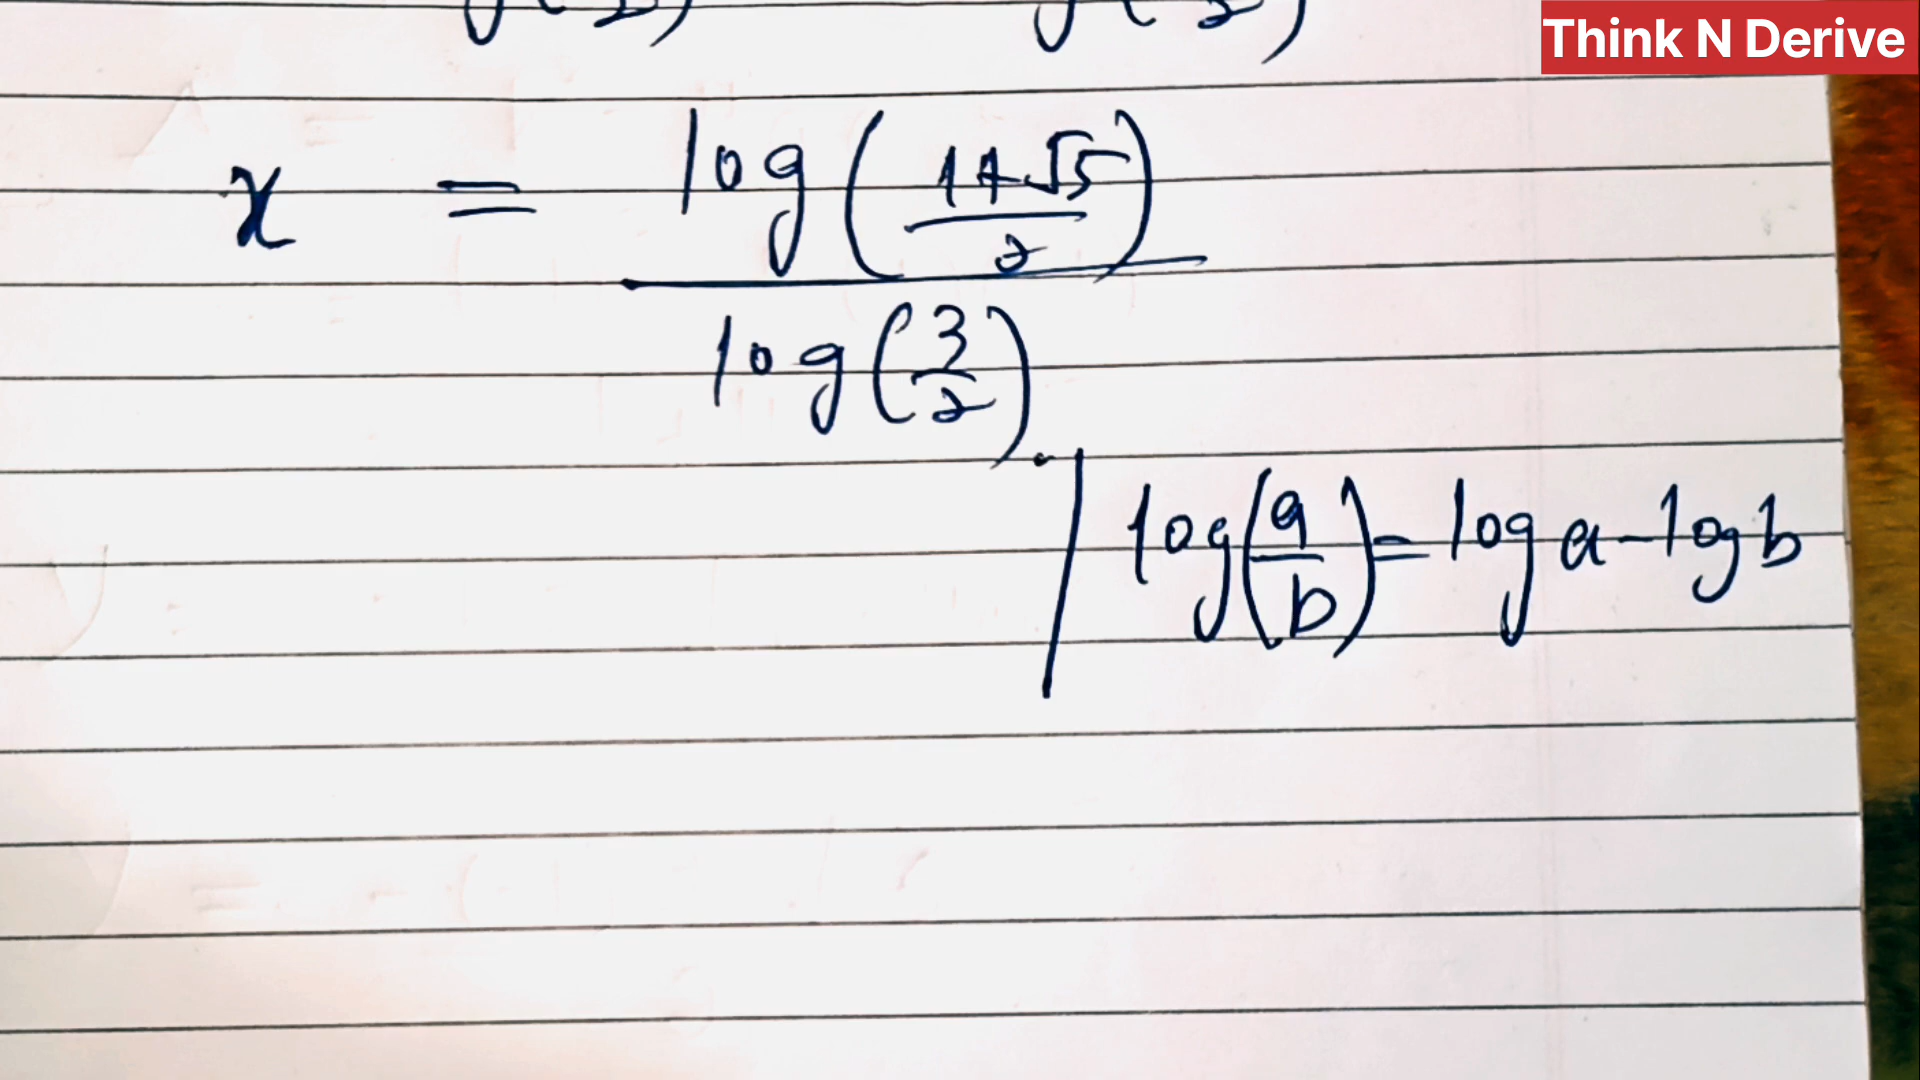 Think N Derive
x = log((1+√5)/2) / log(3/2).
log(a/b) = log a - log b